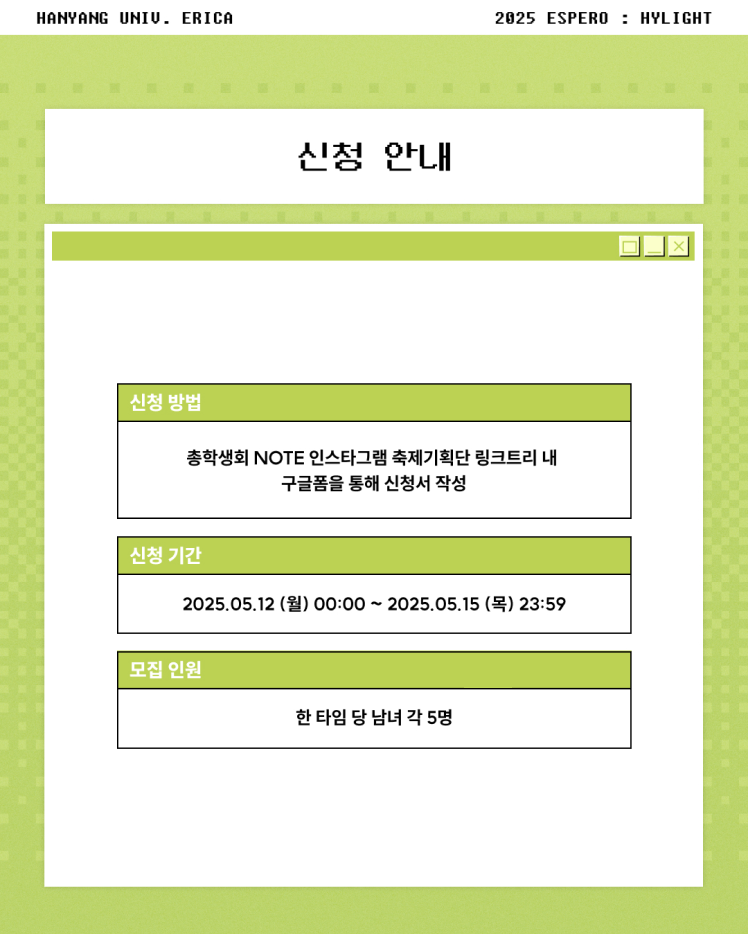 HANYANG UNIV. ERICA
2025 ESPERO : HYLIGHT
신청 안내
신청 방법
총학생회 NOTE 인스타그램 축제기획단 링크트리 내
구글폼을 통해 신청서 작성
신청 기간
2025.05.12 (월) 00:00 ~ 2025.05.15 (목) 23:59
모집 인원
한 타임 당 남녀 각 5명